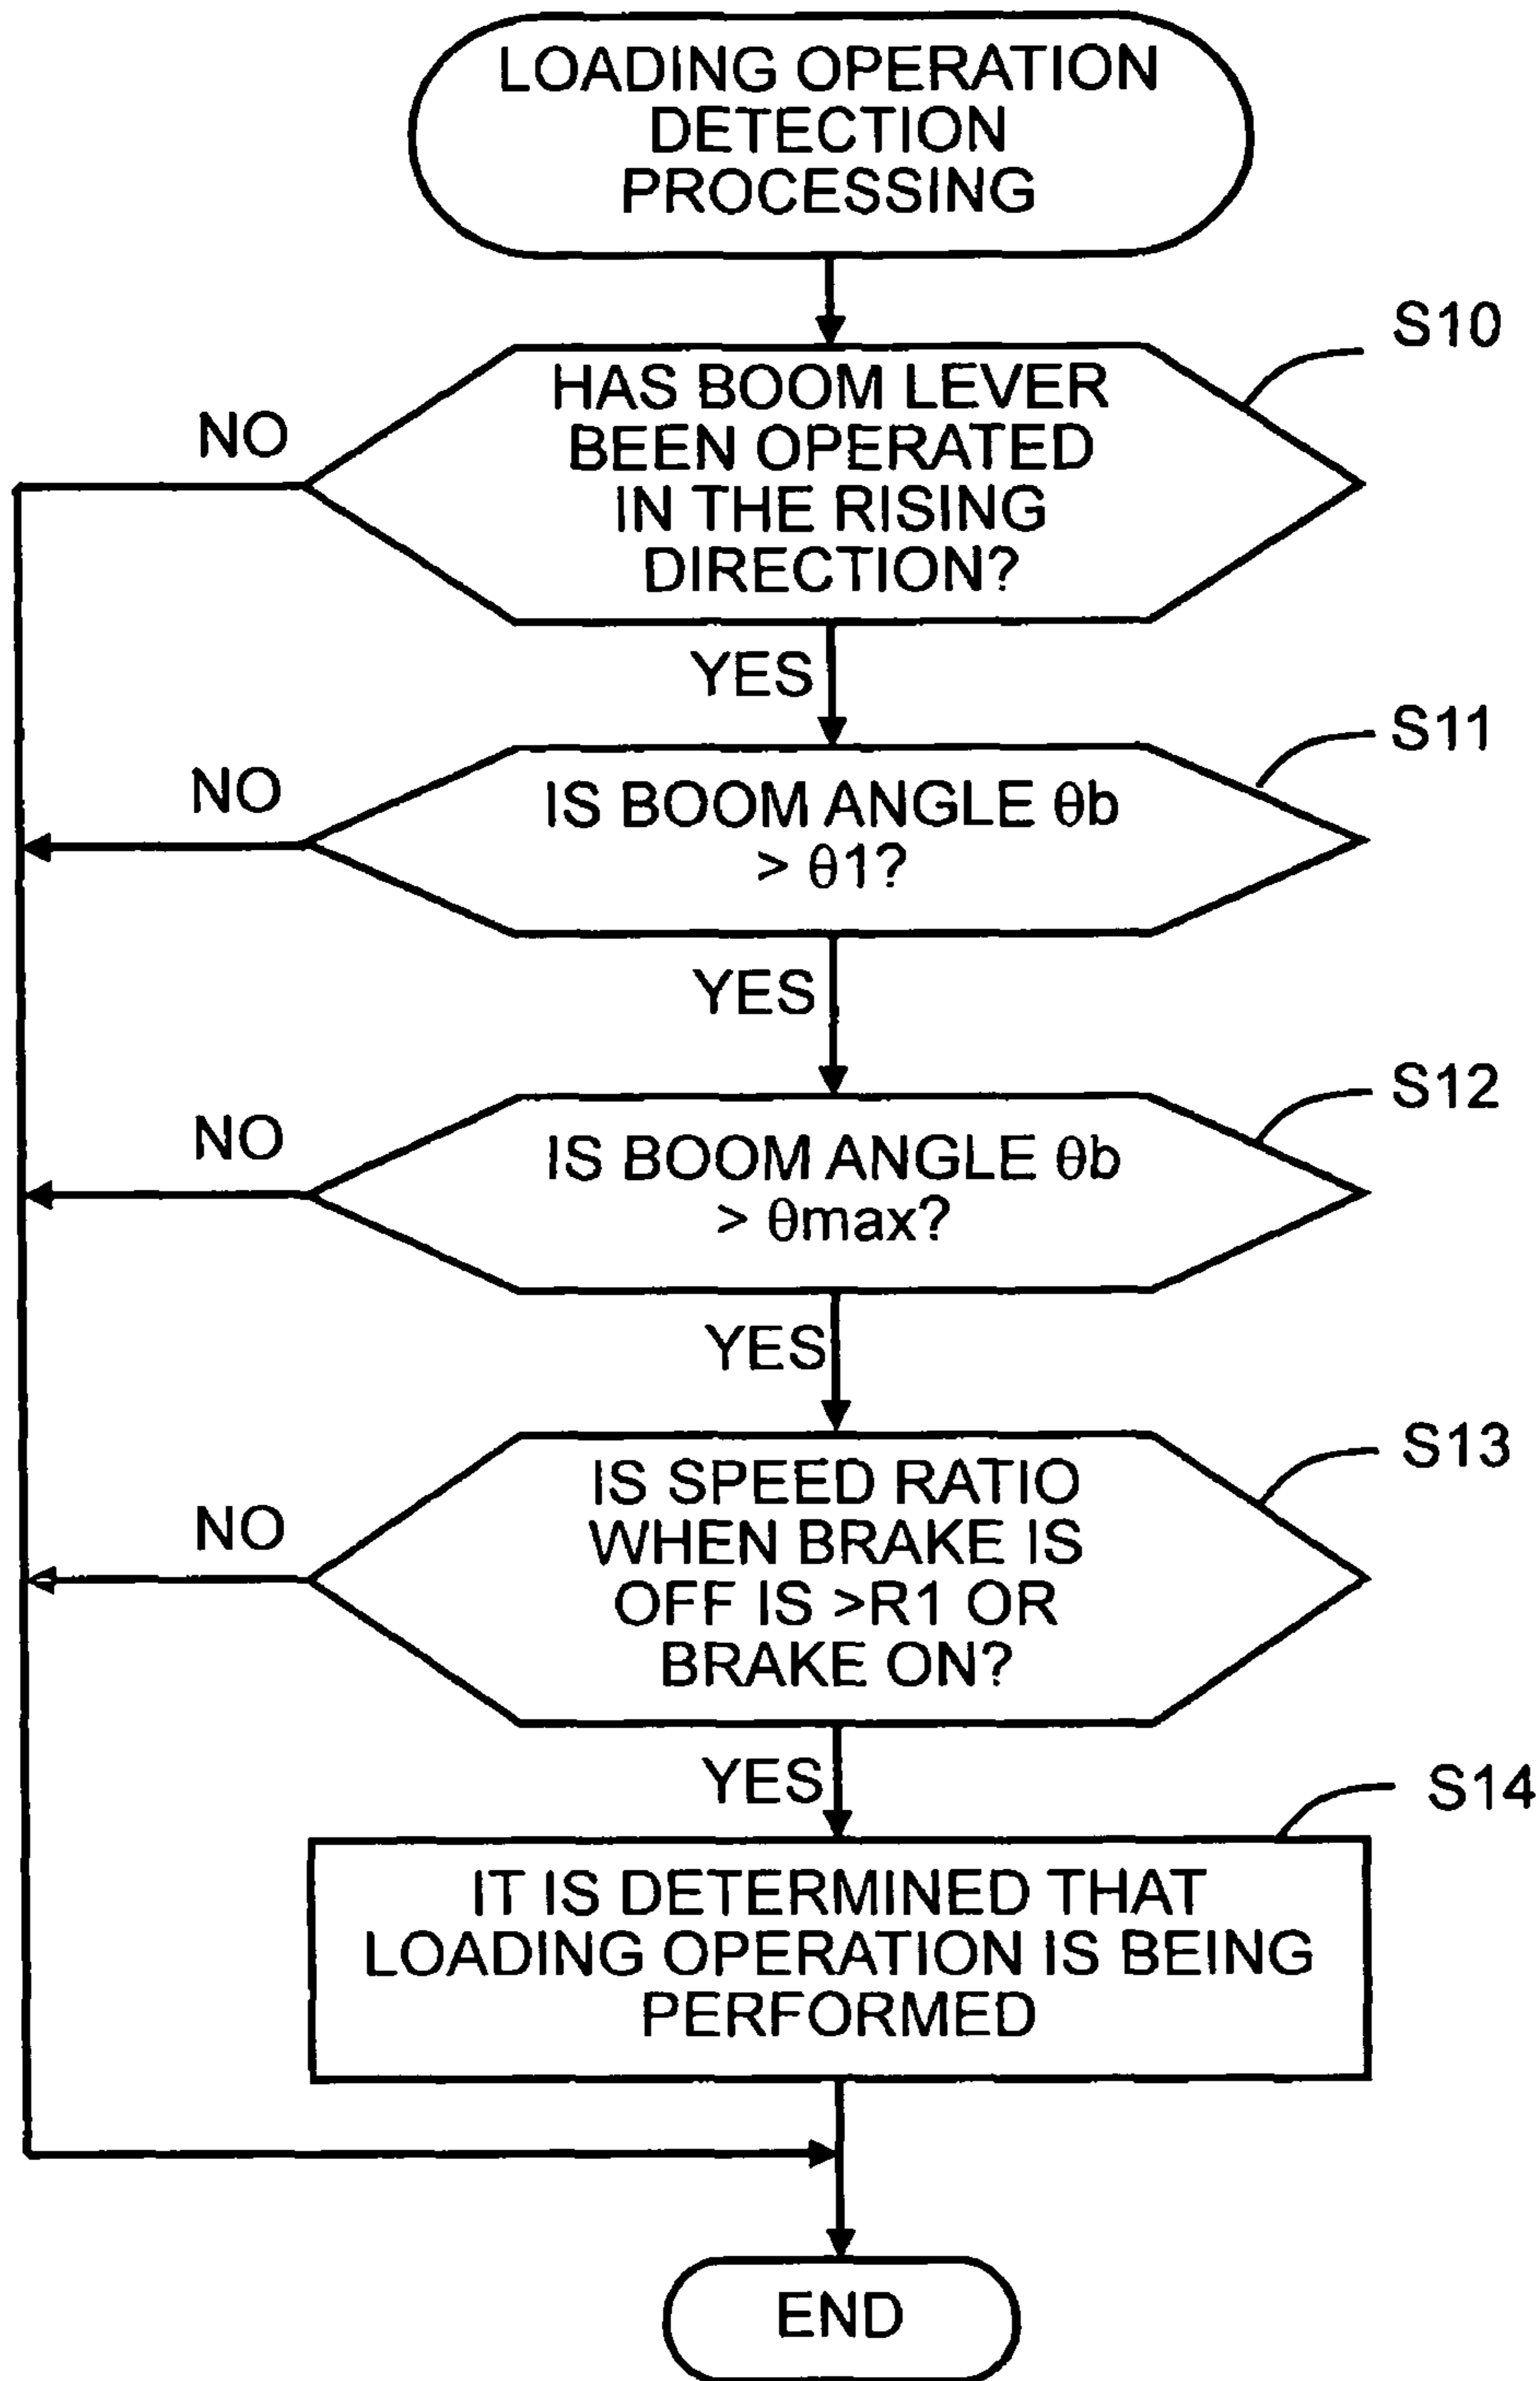 LOADING OPERATION
DETECTION
PROCESSING
S10
HAS BOOM LEVER
BEEN OPERATED
IN THE RISING
DIRECTION?
NO
YES
S11
IS BOOM ANGLE θb
> θ1?
NO
YES
S12
IS BOOM ANGLE θb
> θmax?
NO
YES
S13
IS SPEED RATIO
WHEN BRAKE IS
OFF IS >R1 OR
BRAKE ON?
NO
YES
S14
IT IS DETERMINED THAT
LOADING OPERATION IS BEING
PERFORMED
END